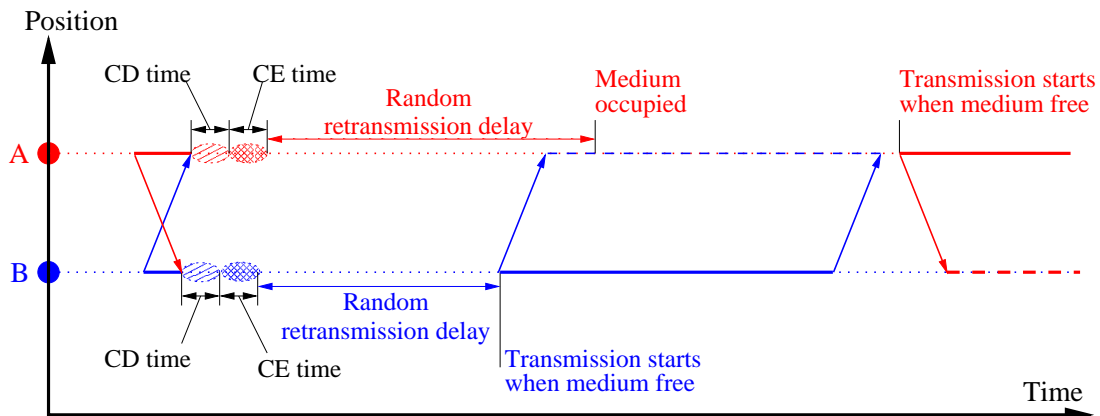 Position
CD time
CE time
Random
retransmission delay
Medium
occupied
Transmission starts
when medium free
A
B
CD time
CE time
Random
retransmission delay
Transmission starts
when medium free
Time